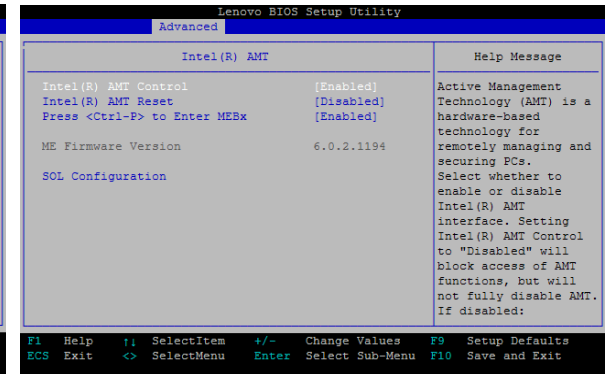 Lenovo BIOS Setup Utility
Advanced
Intel(R) AMT
Intel(R) AMT Control [Enabled]
Intel(R) AMT Reset [Disabled]
Press <Ctrl-P> to Enter MEBx [Enabled]
ME Firmware Version 6.0.2.1194
SOL Configuration
Help Message
Active Management
Technology (AMT) is a
hardware-based
technology for
remotely managing and
securing PCs.
Select whether to
enable or disable
Intel(R) AMT
interface. Setting
Intel(R) AMT Control
to "Disabled" will
block access of AMT
functions, but will
not fully disable AMT.
If disabled:
F1 Help ↑↓ SelectItem +/- Change Values F9 Setup Defaults
ECS Exit <> SelectMenu Enter Select Sub-Menu F10 Save and Exit